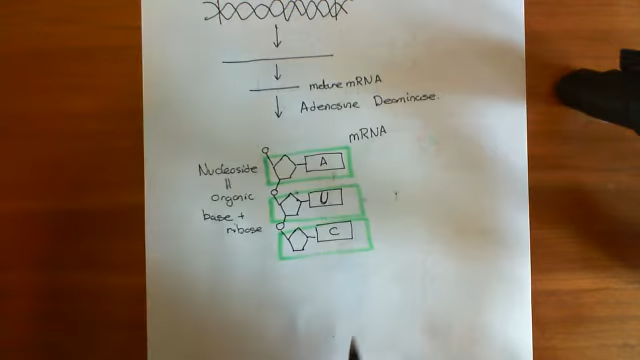 mature mRNA
Adenosine Deaminase.
mRNA
Nucleoside
=
organic
base +
ribose
A
U
C